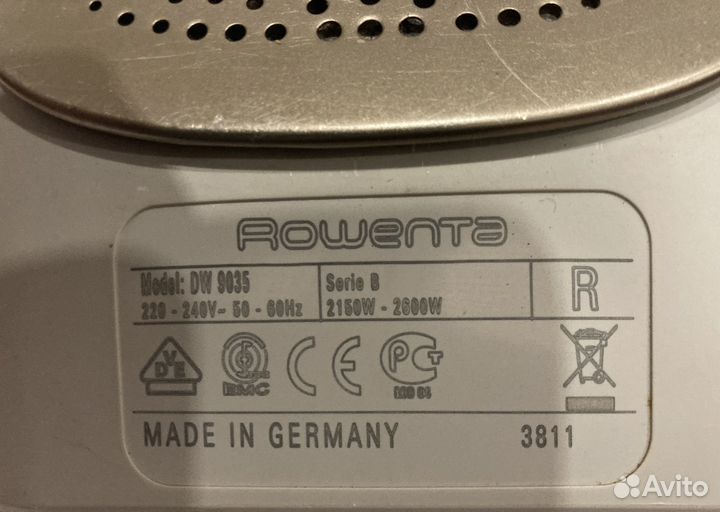 Rowenta
Model: DW 9035
Serie B
R
220 - 240V~ 50 - 60Hz
2150W - 2600W
VDE
EMC
CE
PCT
MADE IN GERMANY
3811
Avito